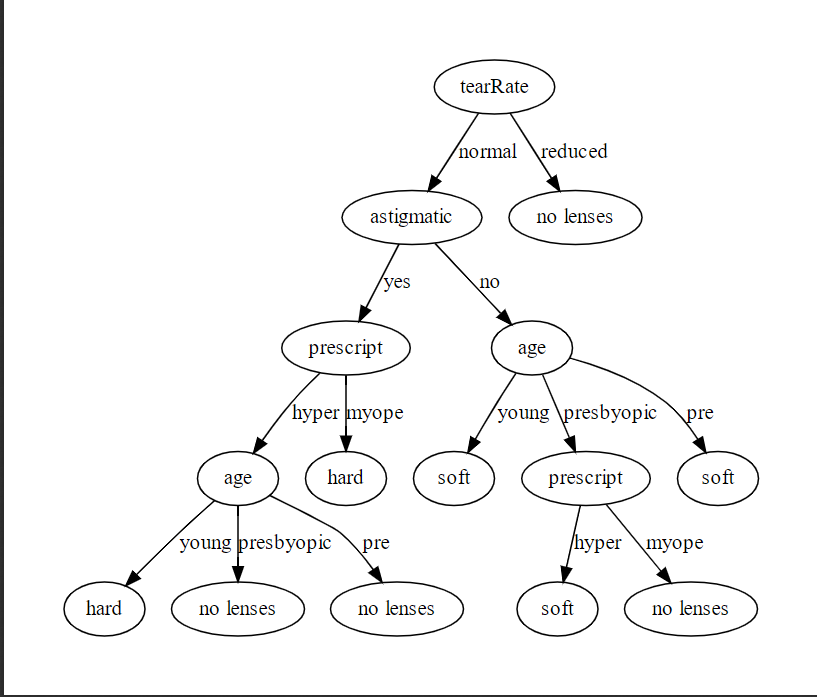 tearRate
normal
reduced
astigmatic
no lenses
yes
no
prescript
age
hyper
myope
young
presbyopic
pre
age
hard
soft
prescript
soft
young
presbyopic
pre
hyper
myope
hard
no lenses
no lenses
soft
no lenses